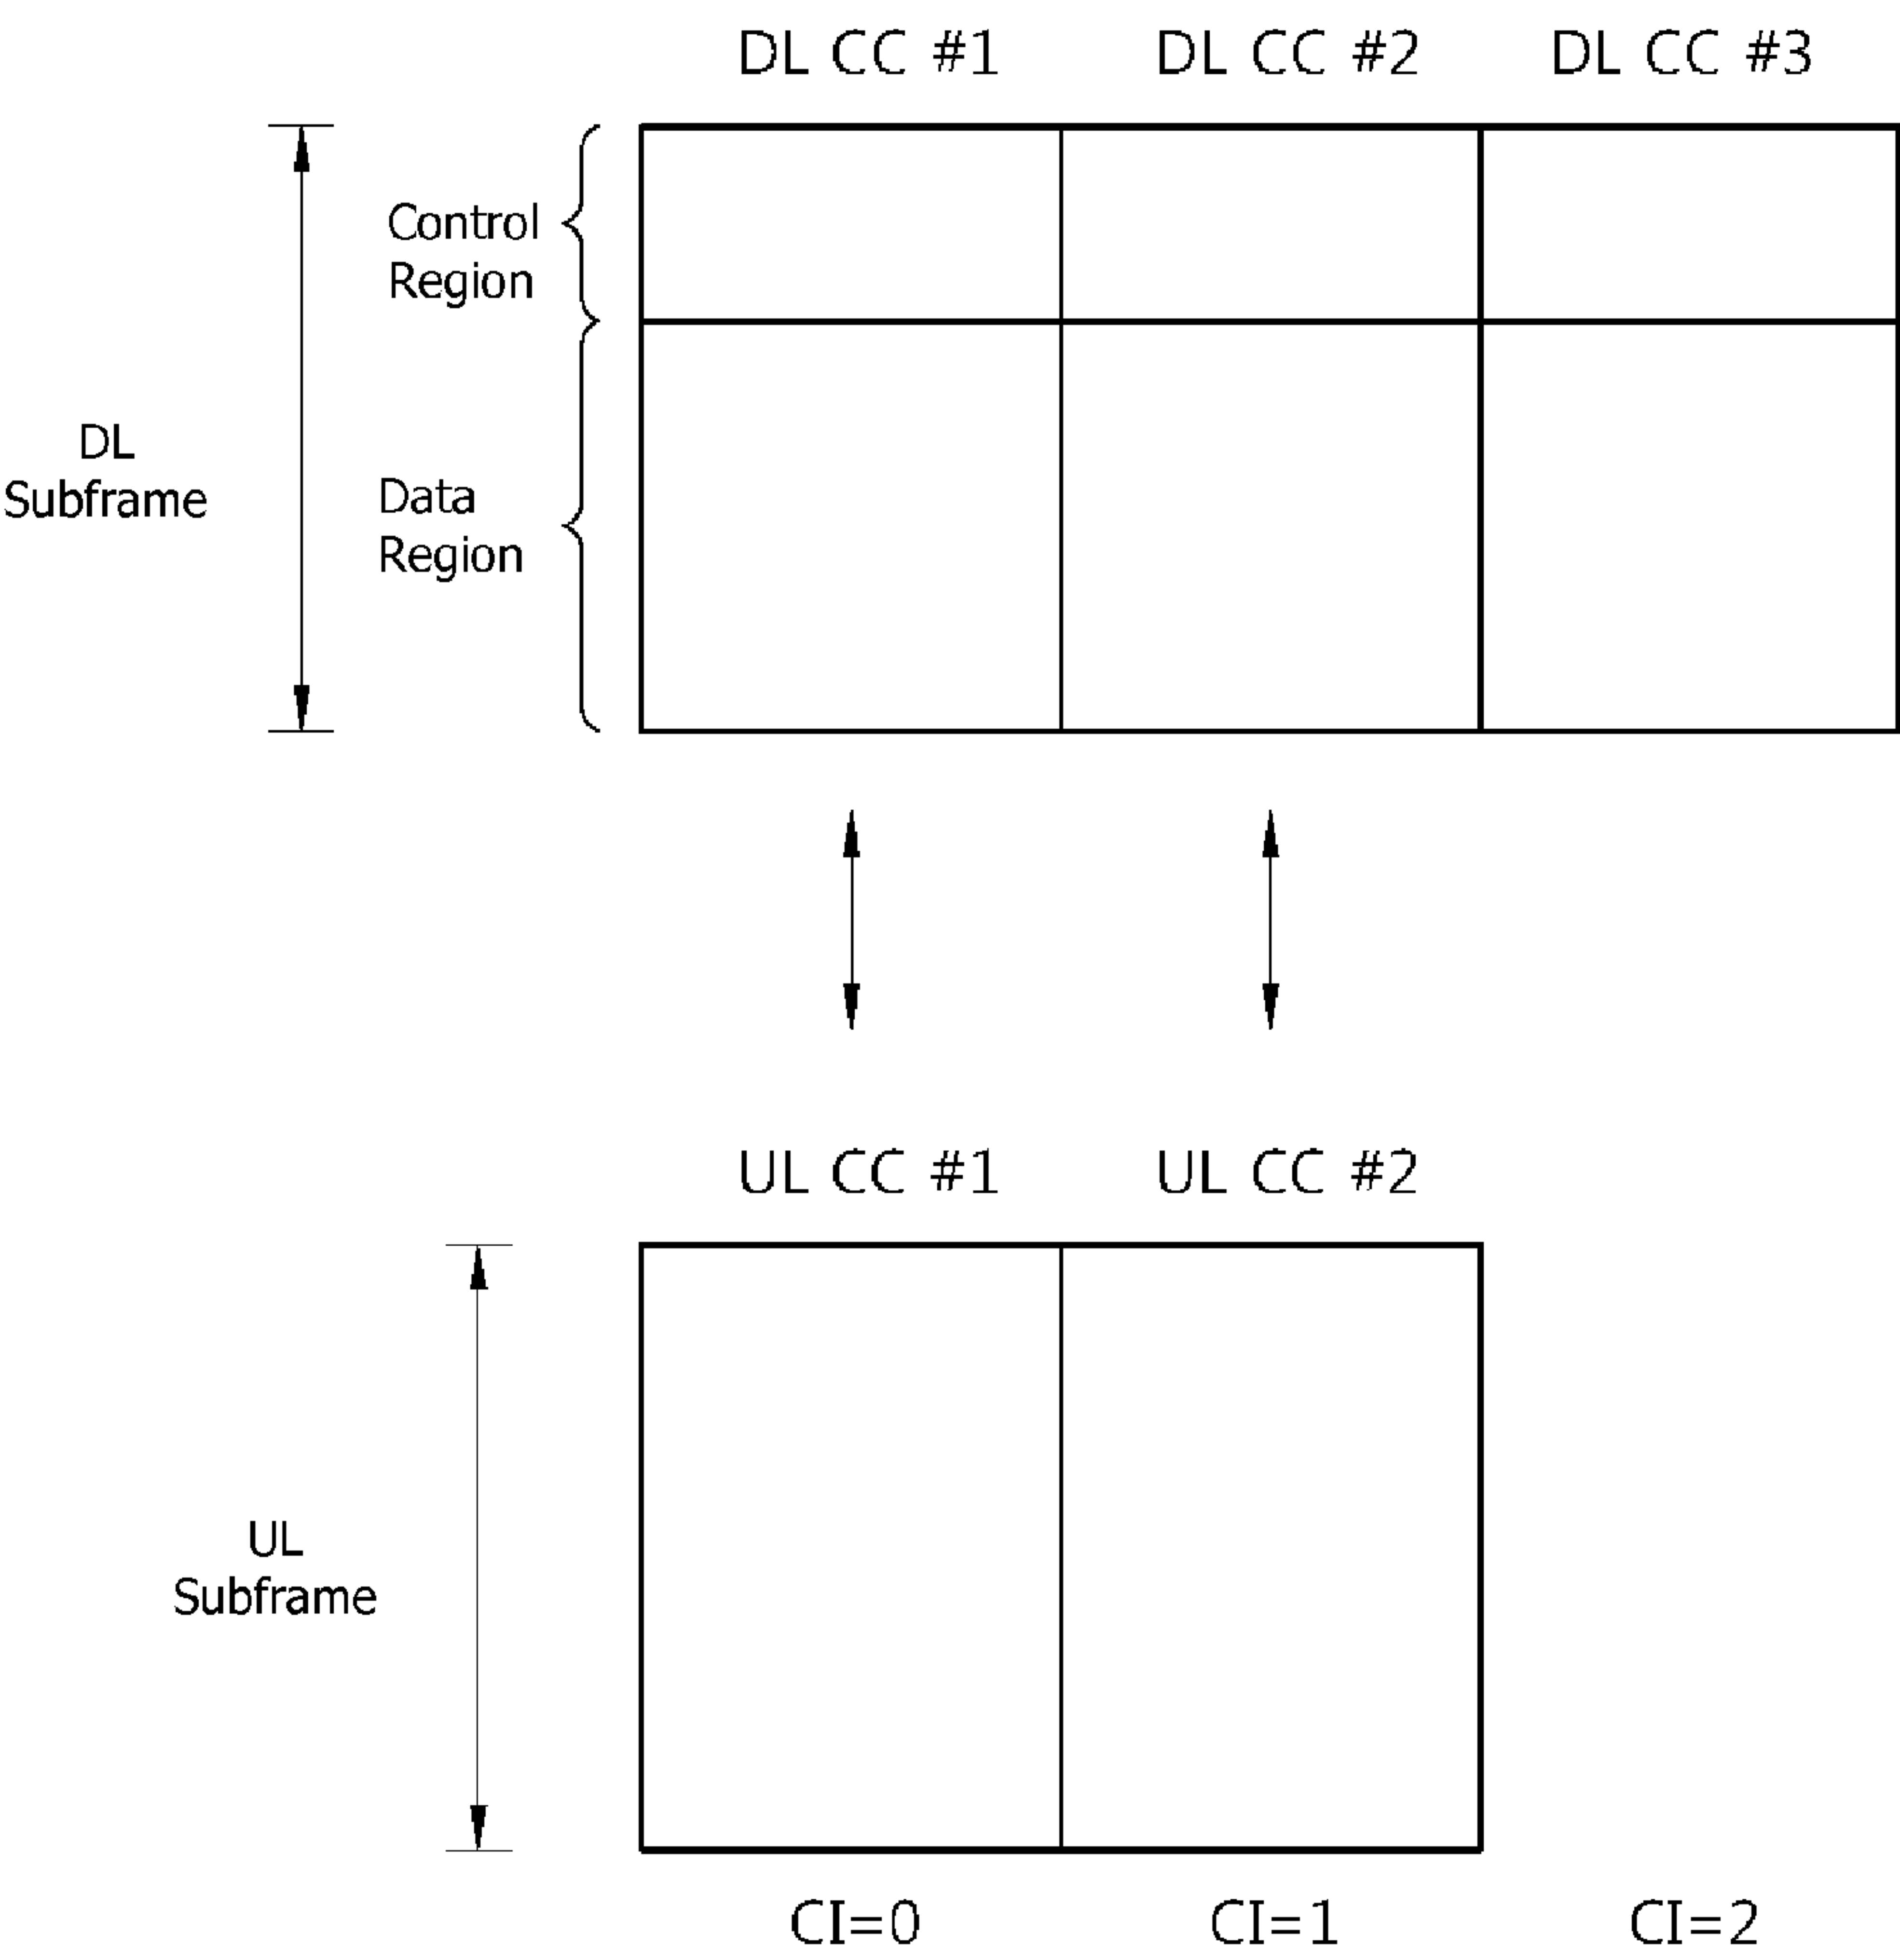 DL CC #1
DL CC #2
DL CC #3
Control
Region
DL
Subframe
Data
Region
UL CC #1
UL CC #2
UL
Subframe
CI=0
CI=1
CI=2